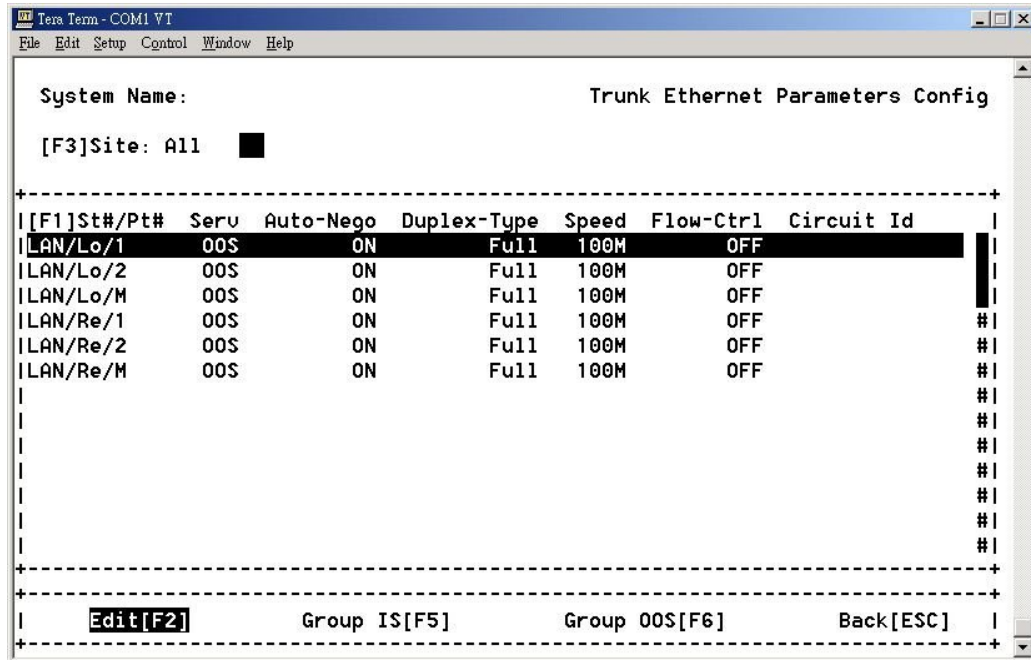 Tera Term - COM1 VT
File Edit Setup Control Window Help
System Name: Trunk Ethernet Parameters Config
[F3]Site: All
[F1]St#/Pt# Serv Auto-Nego Duplex-Type Speed Flow-Ctrl Circuit Id
LAN/Lo/1 OOS ON Full 100M OFF
LAN/Lo/2 OOS ON Full 100M OFF
LAN/Lo/M OOS ON Full 100M OFF
LAN/Re/1 OOS ON Full 100M OFF #
LAN/Re/2 OOS ON Full 100M OFF #
LAN/Re/M OOS ON Full 100M OFF #
#
#
#
#
#
#
#
Edit[F2] Group IS[F5] Group OOS[F6] Back[ESC]